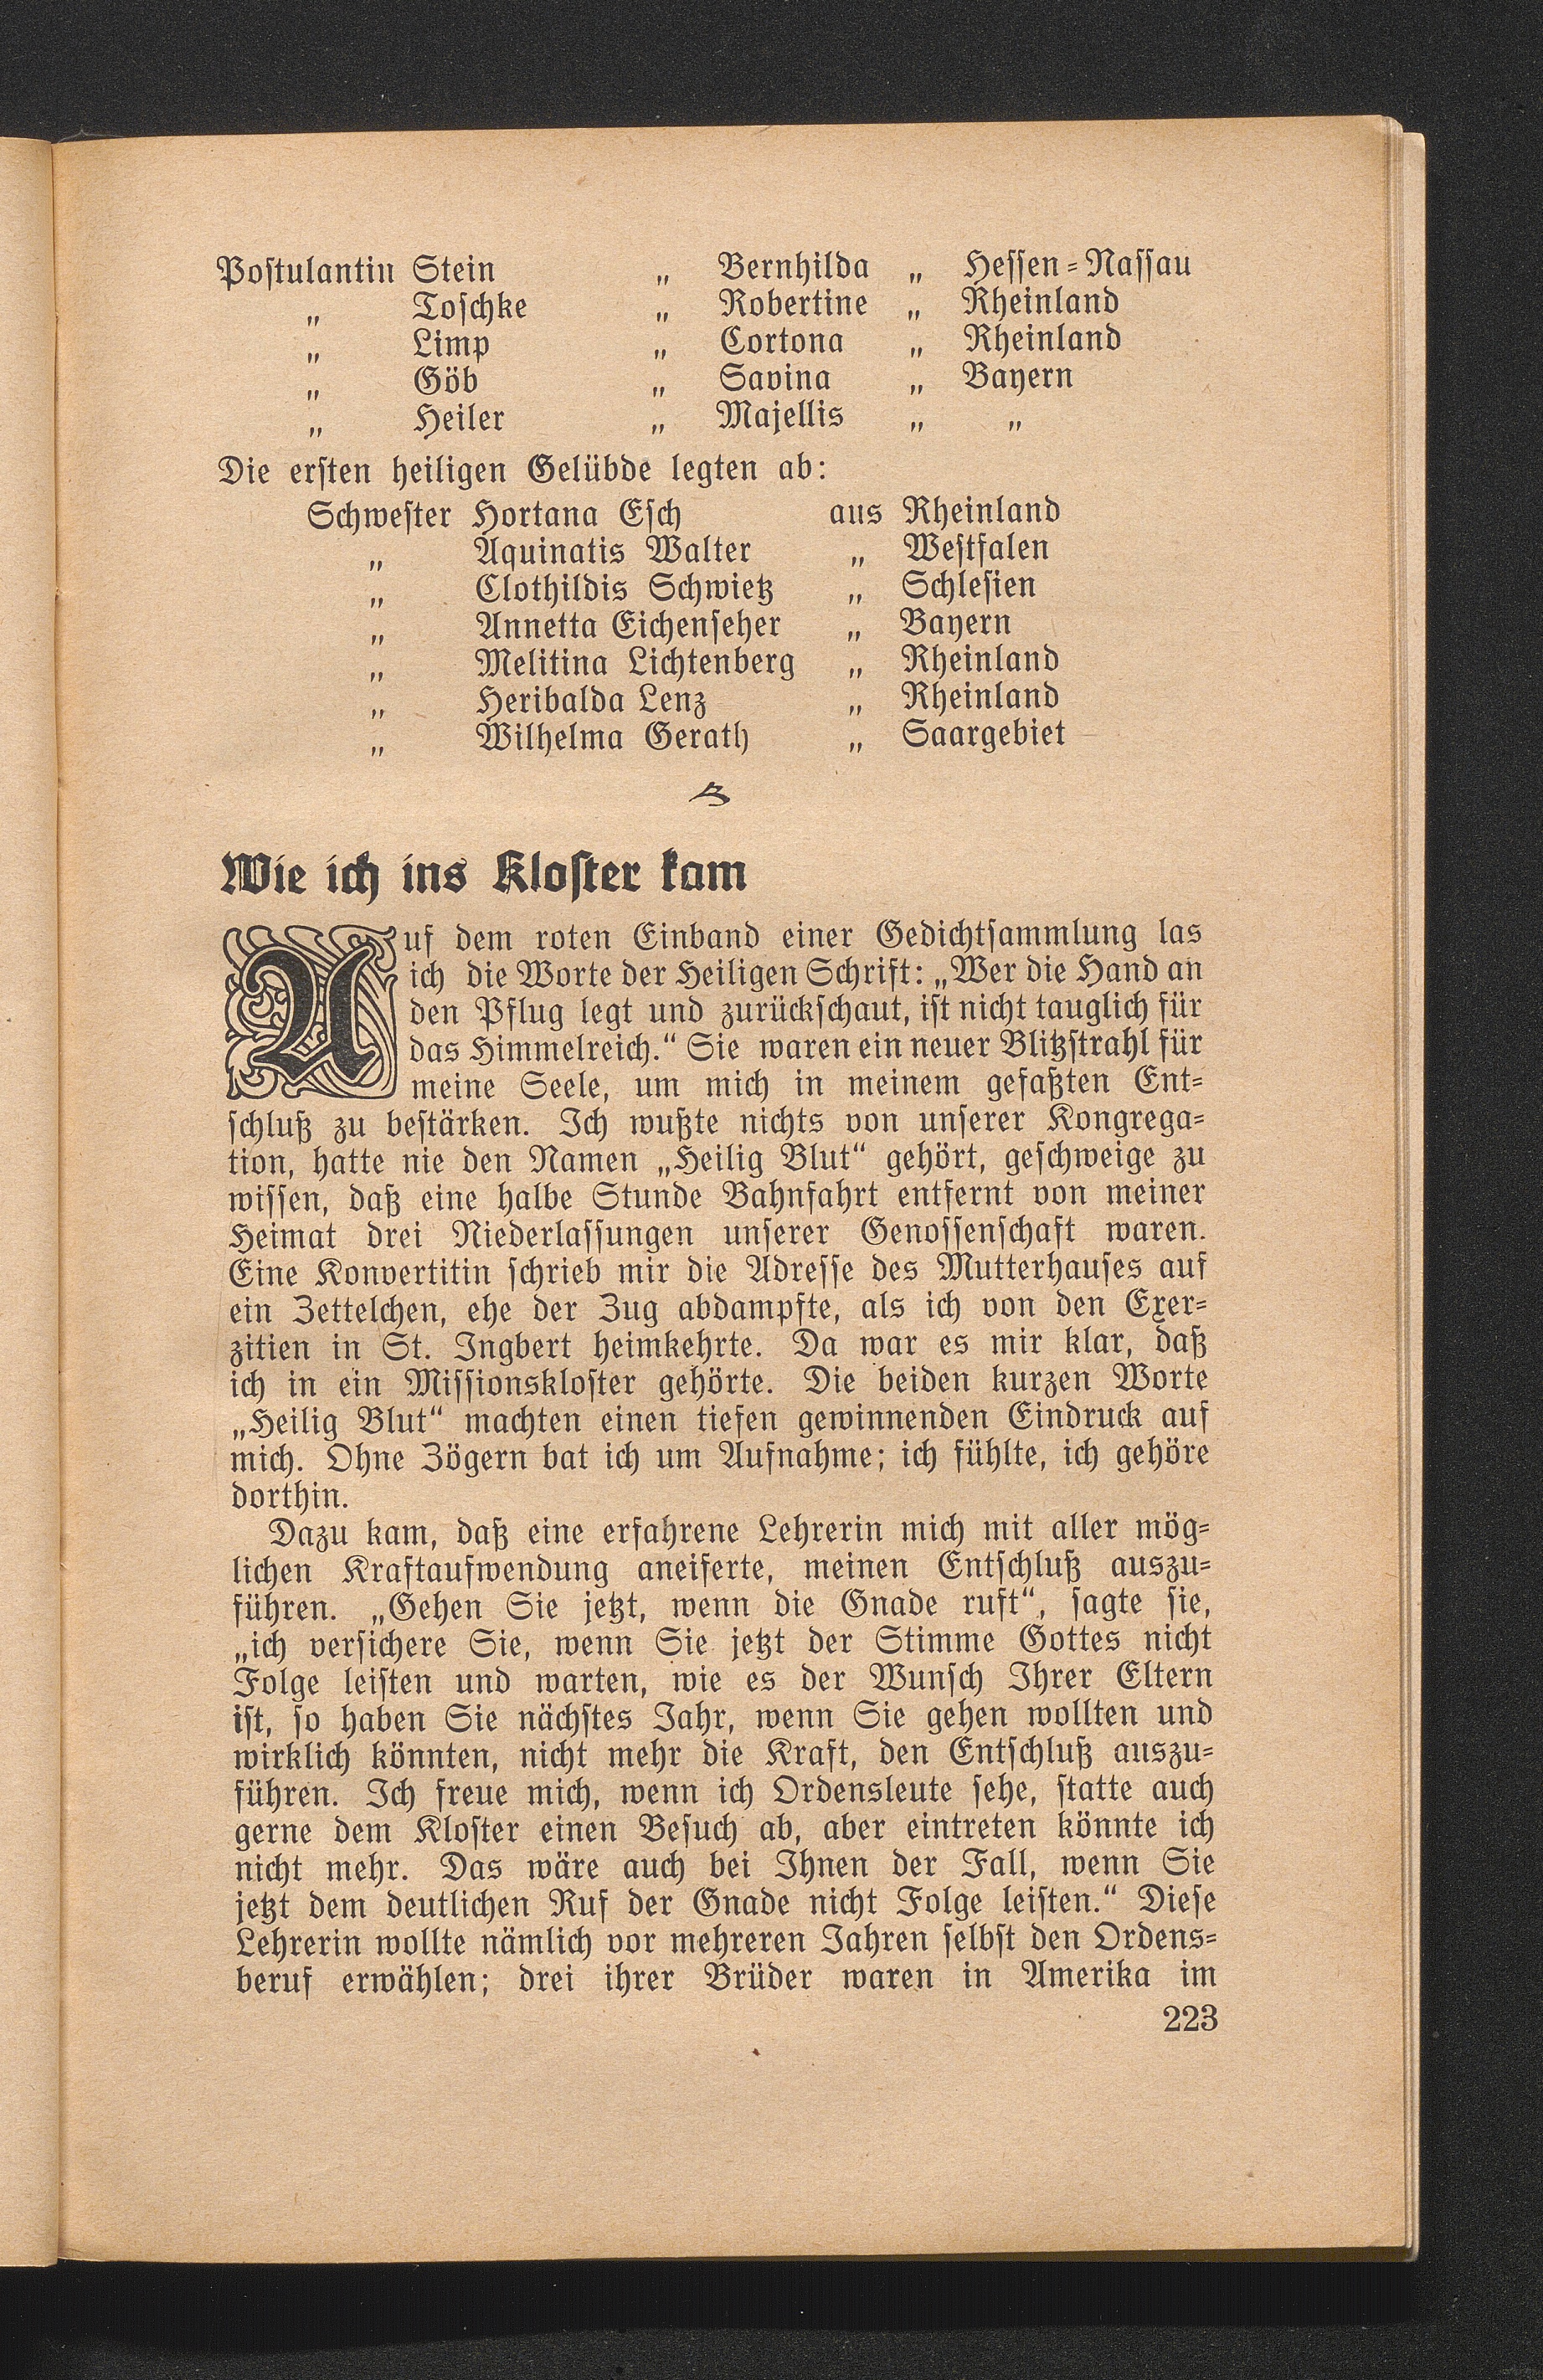 Postulantin Stein „ Bernhilda „ Hessen-Nassau
„ Toschke „ Robertine „ Rheinland
„ Limp „ Cortona „ Rheinland
„ Göb „ Savina „ Bayern
„ Heiler „ Majellis „ „
Die ersten heiligen Gelübde legten ab:
Schwester Hortana Esch aus Rheinland
„ Aquinatis Walter „ Westfalen
„ Clothildis Schwietz „ Schlesien
„ Annetta Eichenseher „ Bayern
„ Melitina Lichtenberg „ Rheinland
„ Heribalda Lenz „ Rheinland
„ Wilhelma Gerath „ Saargebiet
Wie ich ins Kloster kam
Auf dem roten Einband einer Gedichtsammlung las
ich die Worte der Heiligen Schrift: „Wer die Hand an
den Pflug legt und zurückschaut, ist nicht tauglich für
das Himmelreich.“ Sie waren ein neuer Blitzstrahl für
meine Seele, um mich in meinem gefaßten Ent-
schluß zu bestärken. Ich wußte nichts von unserer Kongrega-
tion, hatte nie den Namen „Heilig Blut“ gehört, geschweige zu
wissen, daß eine halbe Stunde Bahnfahrt entfernt von meiner
Heimat drei Niederlassungen unserer Genossenschaft waren.
Eine Konvertitin schrieb mir die Adresse des Mutterhauses auf
ein Zettelchen, ehe der Zug abdampfte, als ich von den Exer-
zitien in St. Ingbert heimkehrte. Da war es mir klar, daß
ich in ein Missionskloster gehörte. Die beiden kurzen Worte
„Heilig Blut“ machten einen tiefen gewinnenden Eindruck auf
mich. Ohne Zögern bat ich um Aufnahme; ich fühlte, ich gehöre
dorthin.
Dazu kam, daß eine erfahrene Lehrerin mich mit aller mög-
lichen Kraftaufwendung aneiferte, meinen Entschluß auszu-
führen. „Gehen Sie jetzt, wenn die Gnade ruft“, sagte sie,
„ich versichere Sie, wenn Sie jetzt der Stimme Gottes nicht
Folge leisten und warten, wie es der Wunsch Ihrer Eltern
ist, so haben Sie nächstes Jahr, wenn Sie gehen wollten und
wirklich könnten, nicht mehr die Kraft, den Entschluß auszu-
führen. Ich freue mich, wenn ich Ordensleute sehe, statte auch
gerne dem Kloster einen Besuch ab, aber eintreten könnte ich
nicht mehr. Das wäre auch bei Ihnen der Fall, wenn Sie
jetzt dem deutlichen Ruf der Gnade nicht Folge leisten.“ Diese
Lehrerin wollte nämlich vor mehreren Jahren selbst den Ordens-
beruf erwählen; drei ihrer Brüder waren in Amerika im
223